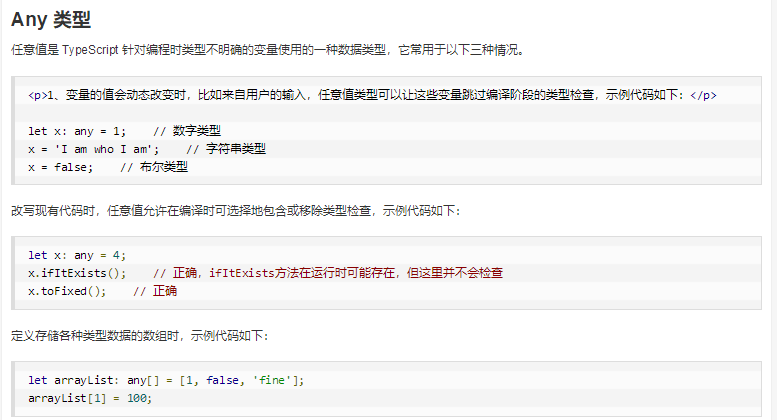 Any 类型
任意值是 TypeScript 针对编程时类型不明确的变量使用的一种数据类型，它常用于以下三种情况。
<p>1、变量的值会动态改变时，比如来自用户的输入，任意值类型可以让这些变量跳过编译阶段的类型检查，示例代码如下：</p>
let x: any = 1;    // 数字类型
x = 'I am who I am';    // 字符串类型
x = false;    // 布尔类型
改写现有代码时，任意值允许在编译时可选择地包含或移除类型检查，示例代码如下：
let x: any = 4;
x.ifItExists();    // 正确，ifItExists方法在运行时可能存在，但这里并不会检查
x.toFixed();    // 正确
定义存储各种类型数据的数组时，示例代码如下：
let arrayList: any[] = [1, false, 'fine'];
arrayList[1] = 100;